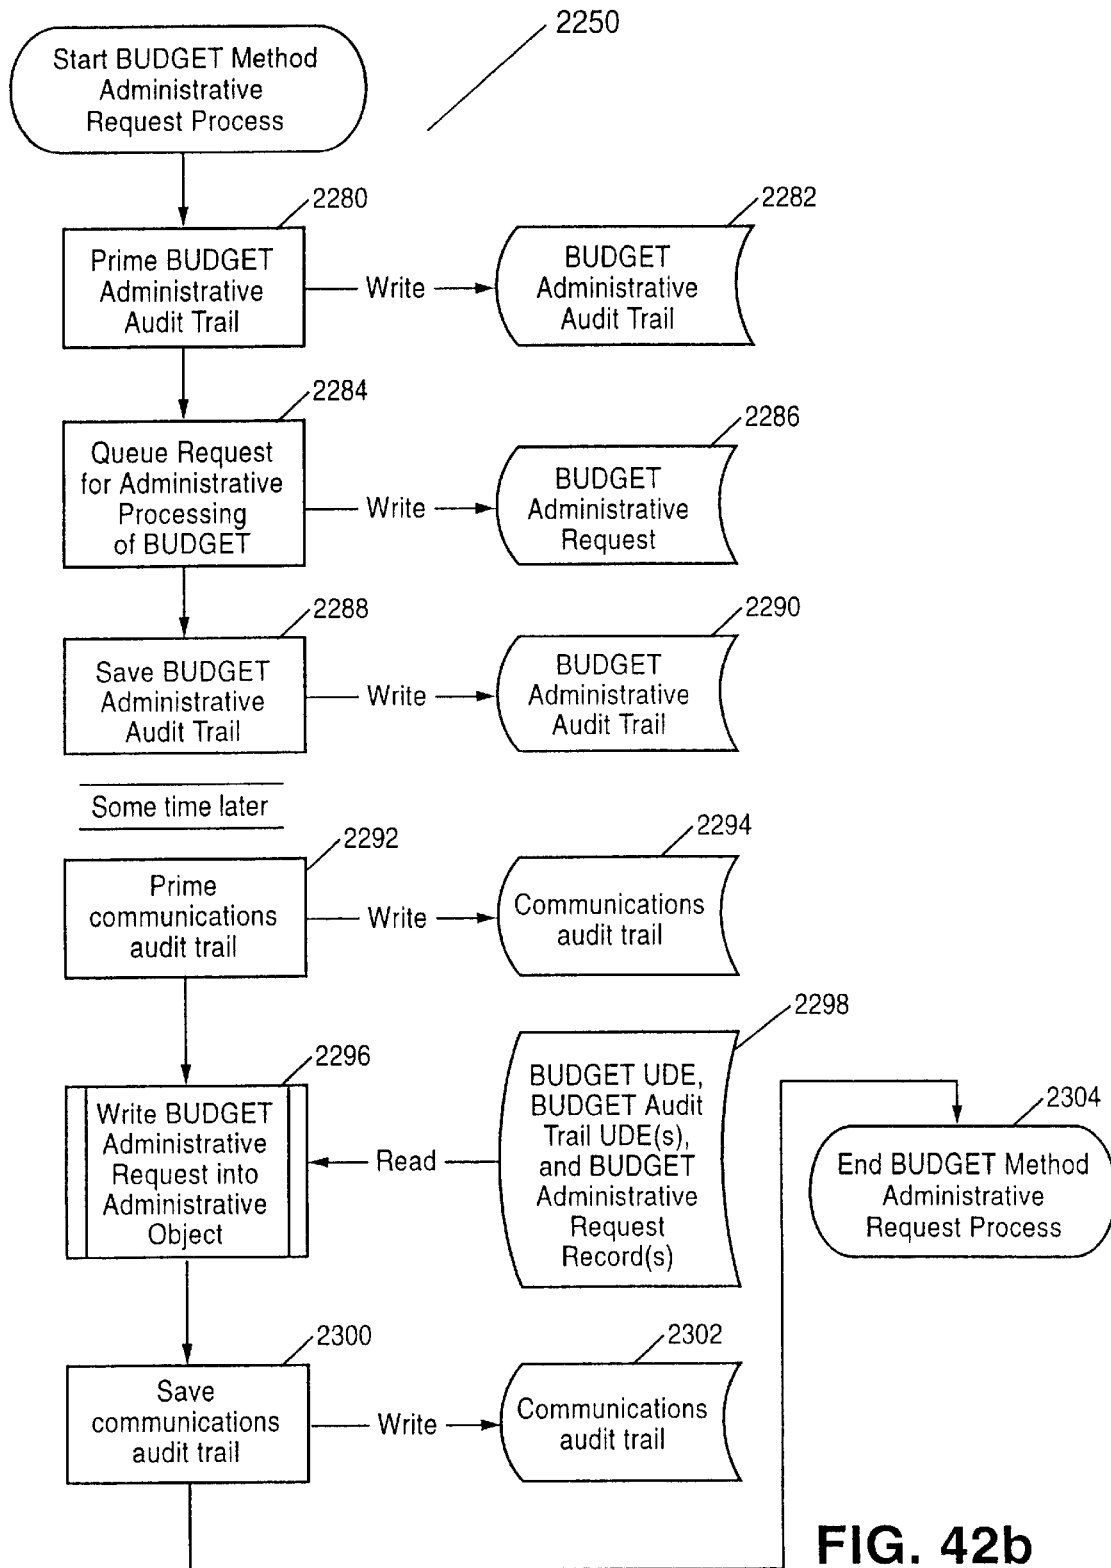 2250
Start BUDGET Method
Administrative
Request Process
2280
Prime BUDGET
Administrative
Audit Trail
Write
2282
BUDGET
Administrative
Audit Trail
2284
Queue Request
for Administrative
Processing
of BUDGET
Write
2286
BUDGET
Administrative
Request
2288
Save BUDGET
Administrative
Audit Trail
Write
2290
BUDGET
Administrative
Audit Trail
Some time later
2292
Prime
communications
audit trail
Write
2294
Communications
audit trail
2296
Write BUDGET
Administrative
Request into
Administrative
Object
Read
2298
BUDGET UDE,
BUDGET Audit
Trail UDE(s),
and BUDGET
Administrative
Request
Record(s)
2304
End BUDGET Method
Administrative
Request Process
2300
Save
communications
audit trail
Write
2302
Communications
audit trail
FIG. 42b